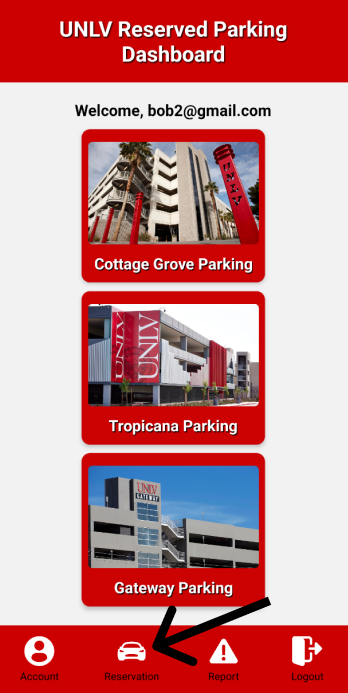 UNLV Reserved Parking
Dashboard
Welcome, bob2@gmail.com
UNLV
Cottage Grove Parking
UNLV
UNLV
Tropicana Parking
UNLV
GATEWAY
Gateway Parking
Account
Reservation
Report
Logout